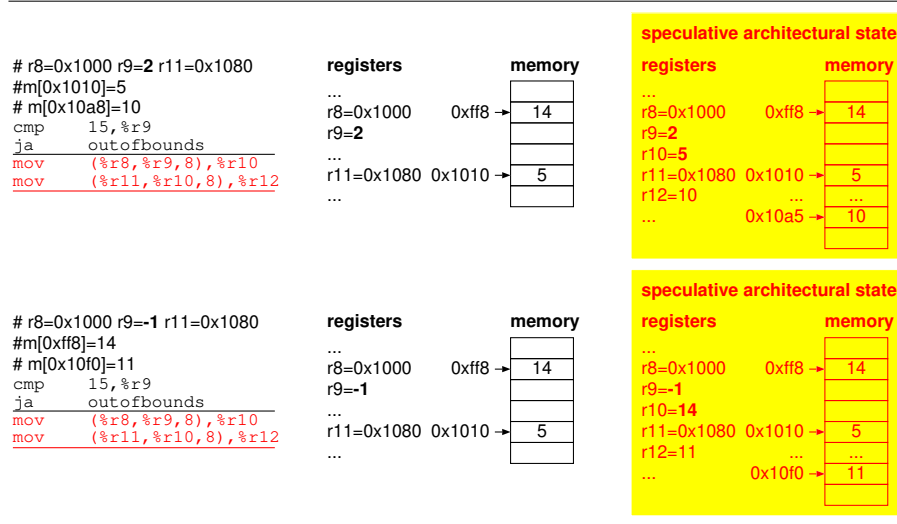 speculative architectural state
# r8=0x1000 r9=2 r11=0x1080
#m[0x1010]=5
# m[0x10a8]=10
cmp 15,%r9
ja outofbounds
mov (%r8,%r9,8),%r10
mov (%r11,%r10,8),%r12
registers memory
...
r8=0x1000 0xff8 14
r9=2
...
r11=0x1080 0x1010 5
...
registers memory
...
r8=0x1000 0xff8 14
r9=2
r10=5
r11=0x1080 0x1010 5
r12=10 ... ...
... 0x10a5 10
speculative architectural state
# r8=0x1000 r9=-1 r11=0x1080
#m[0xff8]=14
# m[0x10f0]=11
cmp 15,%r9
ja outofbounds
mov (%r8,%r9,8),%r10
mov (%r11,%r10,8),%r12
registers memory
...
r8=0x1000 0xff8 14
r9=-1
...
r11=0x1080 0x1010 5
...
registers memory
...
r8=0x1000 0xff8 14
r9=-1
r10=14
r11=0x1080 0x1010 5
r12=11 ... ...
... 0x10f0 11